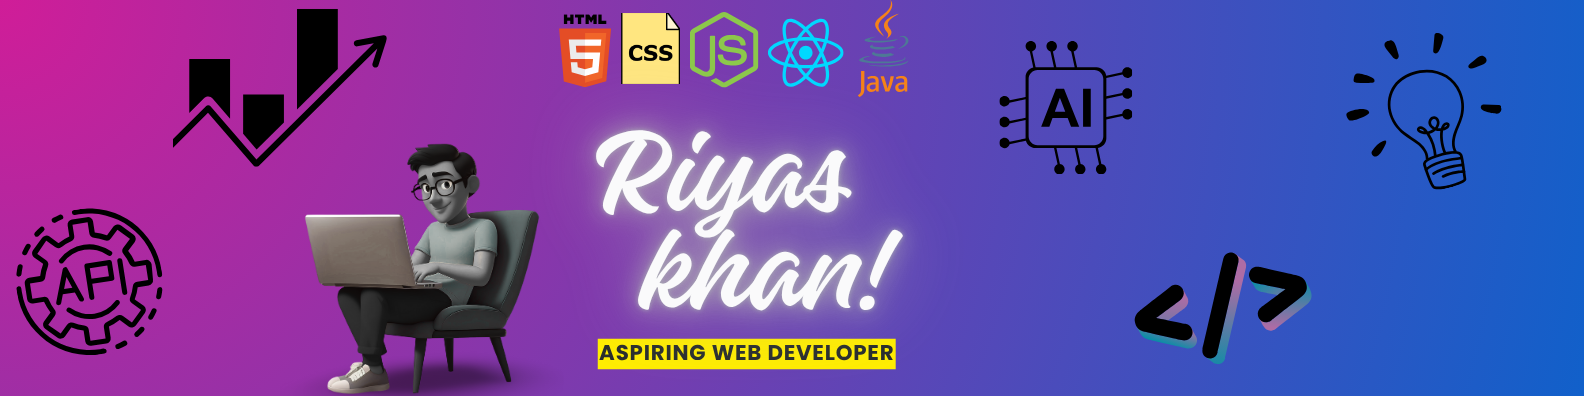 HTML
5
CSS
JS
Java
AI
API
Riyas
khan!
ASPIRING WEB DEVELOPER
</>